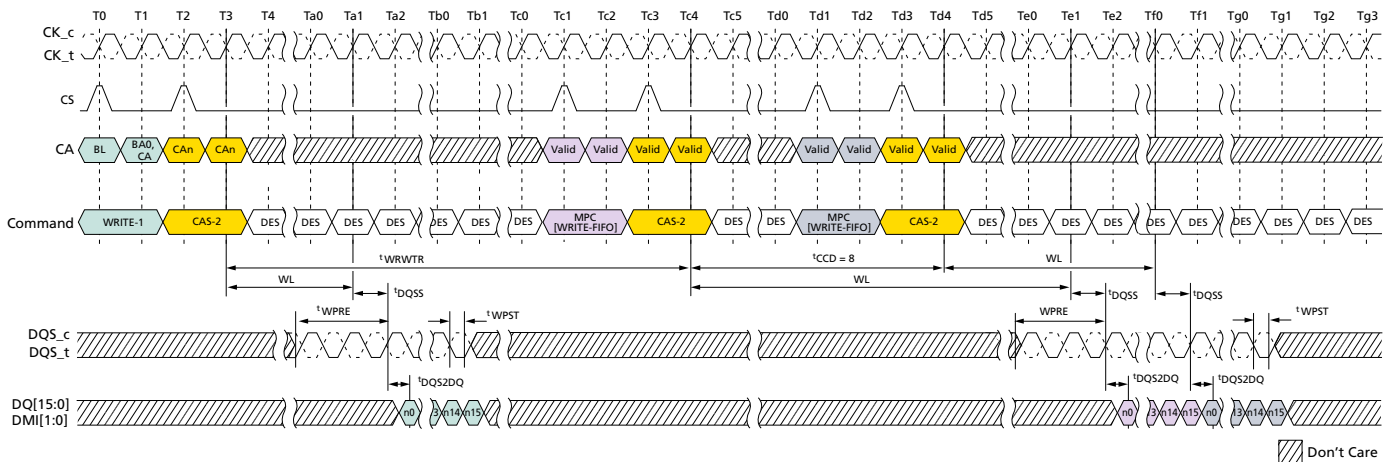 T0 T1 T2 T3 T4 Ta0 Ta1 Ta2 Tb0 Tb1 Tc0 Tc1 Tc2 Tc3 Tc4 Tc5 Td0 Td1 Td2 Td3 Td4 Td5 Te0 Te1 Te2 Tf0 Tf1 Tg0 Tg1 Tg2 Tg3
CK_c
CK_t
CS
CA BL BA0, CA CAn CAn Valid Valid Valid Valid Valid Valid Valid Valid
Command WRITE-1 CAS-2 DES DES DES DES DES DES DES MPC [WRITE-FIFO] CAS-2 DES DES MPC [WRITE-FIFO] CAS-2 DES DES DES DES DES DES DES DES DES DES
tWRWTR tCCD = 8 WL
WL WL
tDQSS tDQSS tDQSS
tWPRE tWPST WPRE tWPST
DQS_c
DQS_t
tDQS2DQ tDQS2DQ tDQS2DQ
DQ[15:0]
DMI[1:0]
n0 3 n14 n15 n0 3 n14 n15 n0 13 n14 n15
Don't Care